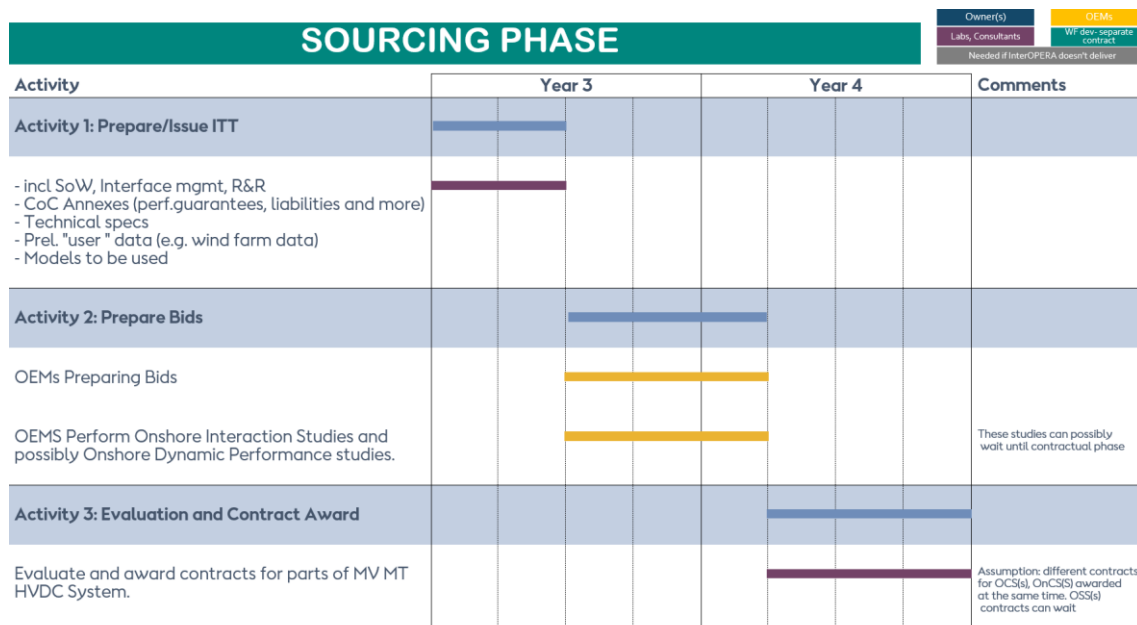 SOURCING PHASE
Owner(s)
OEMs
Labs, Consultants
WF dev- separate
contract
Needed if InterOPERA doesn't deliver
Activity
Year 3
Year 4
Comments
Activity 1: Prepare/Issue ITT
- incl SoW, Interface mgmt, R&R
- CoC Annexes (perf.guarantees, liabilities and more)
- Technical specs
- Prel. "user " data (e.g. wind farm data)
- Models to be used
Activity 2: Prepare Bids
OEMs Preparing Bids
OEMS Perform Onshore Interaction Studies and
possibly Onshore Dynamic Performance studies.
These studies can possibly
wait until contractual phase
Activity 3: Evaluation and Contract Award
Evaluate and award contracts for parts of MV MT
HVDC System.
Assumption: different contracts
for OCS(s), OnCS(S) awarded
at the same time. OSS(s)
contracts can wait